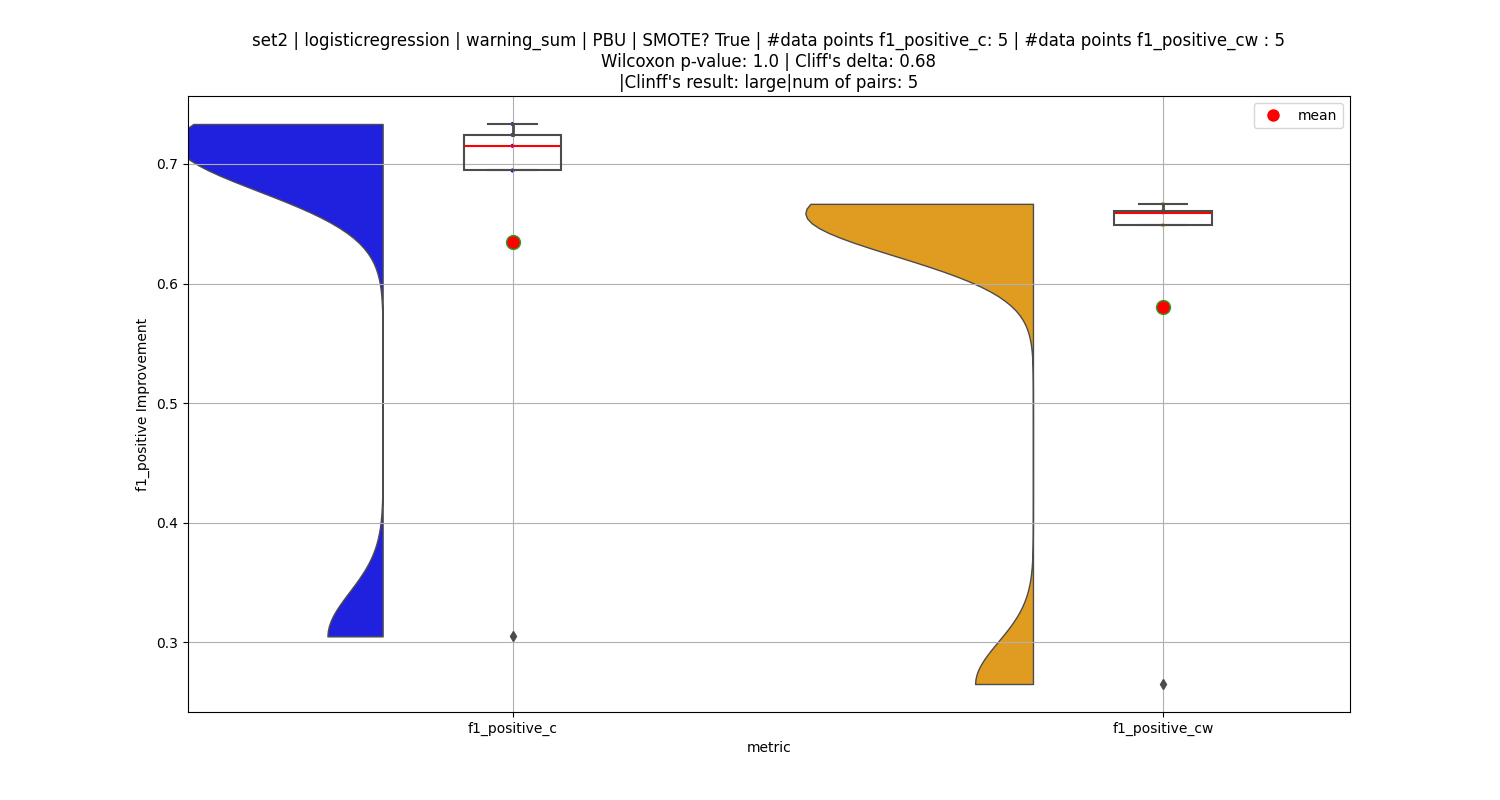 set2 | logisticregression | warning_sum | PBU | SMOTE? True | #data points f1_positive_c: 5 | #data points f1_positive_cw : 5
Wilcoxon p-value: 1.0 | Cliff's delta: 0.68
|Clinff's result: large|num of pairs: 5
mean
0.7
0.6
0.5
0.4
0.3
f1_positive Improvement
f1_positive_c
f1_positive_cw
metric